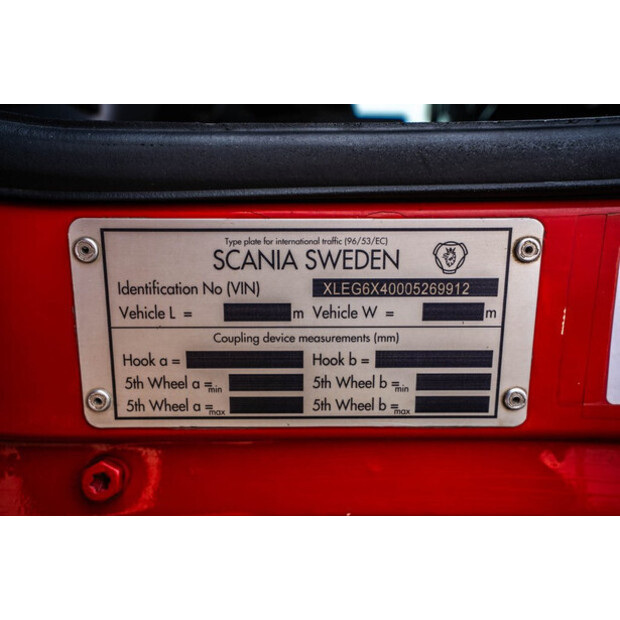 Type plate for international traffic (96/53/EC)
SCANIA SWEDEN
Identification No (VIN) XLEG6X40005269912
Vehicle L = m Vehicle W = m
Coupling device measurements (mm)
Hook a = Hook b =
5th Wheel a =min 5th Wheel b =min
5th Wheel a =max 5th Wheel b =max